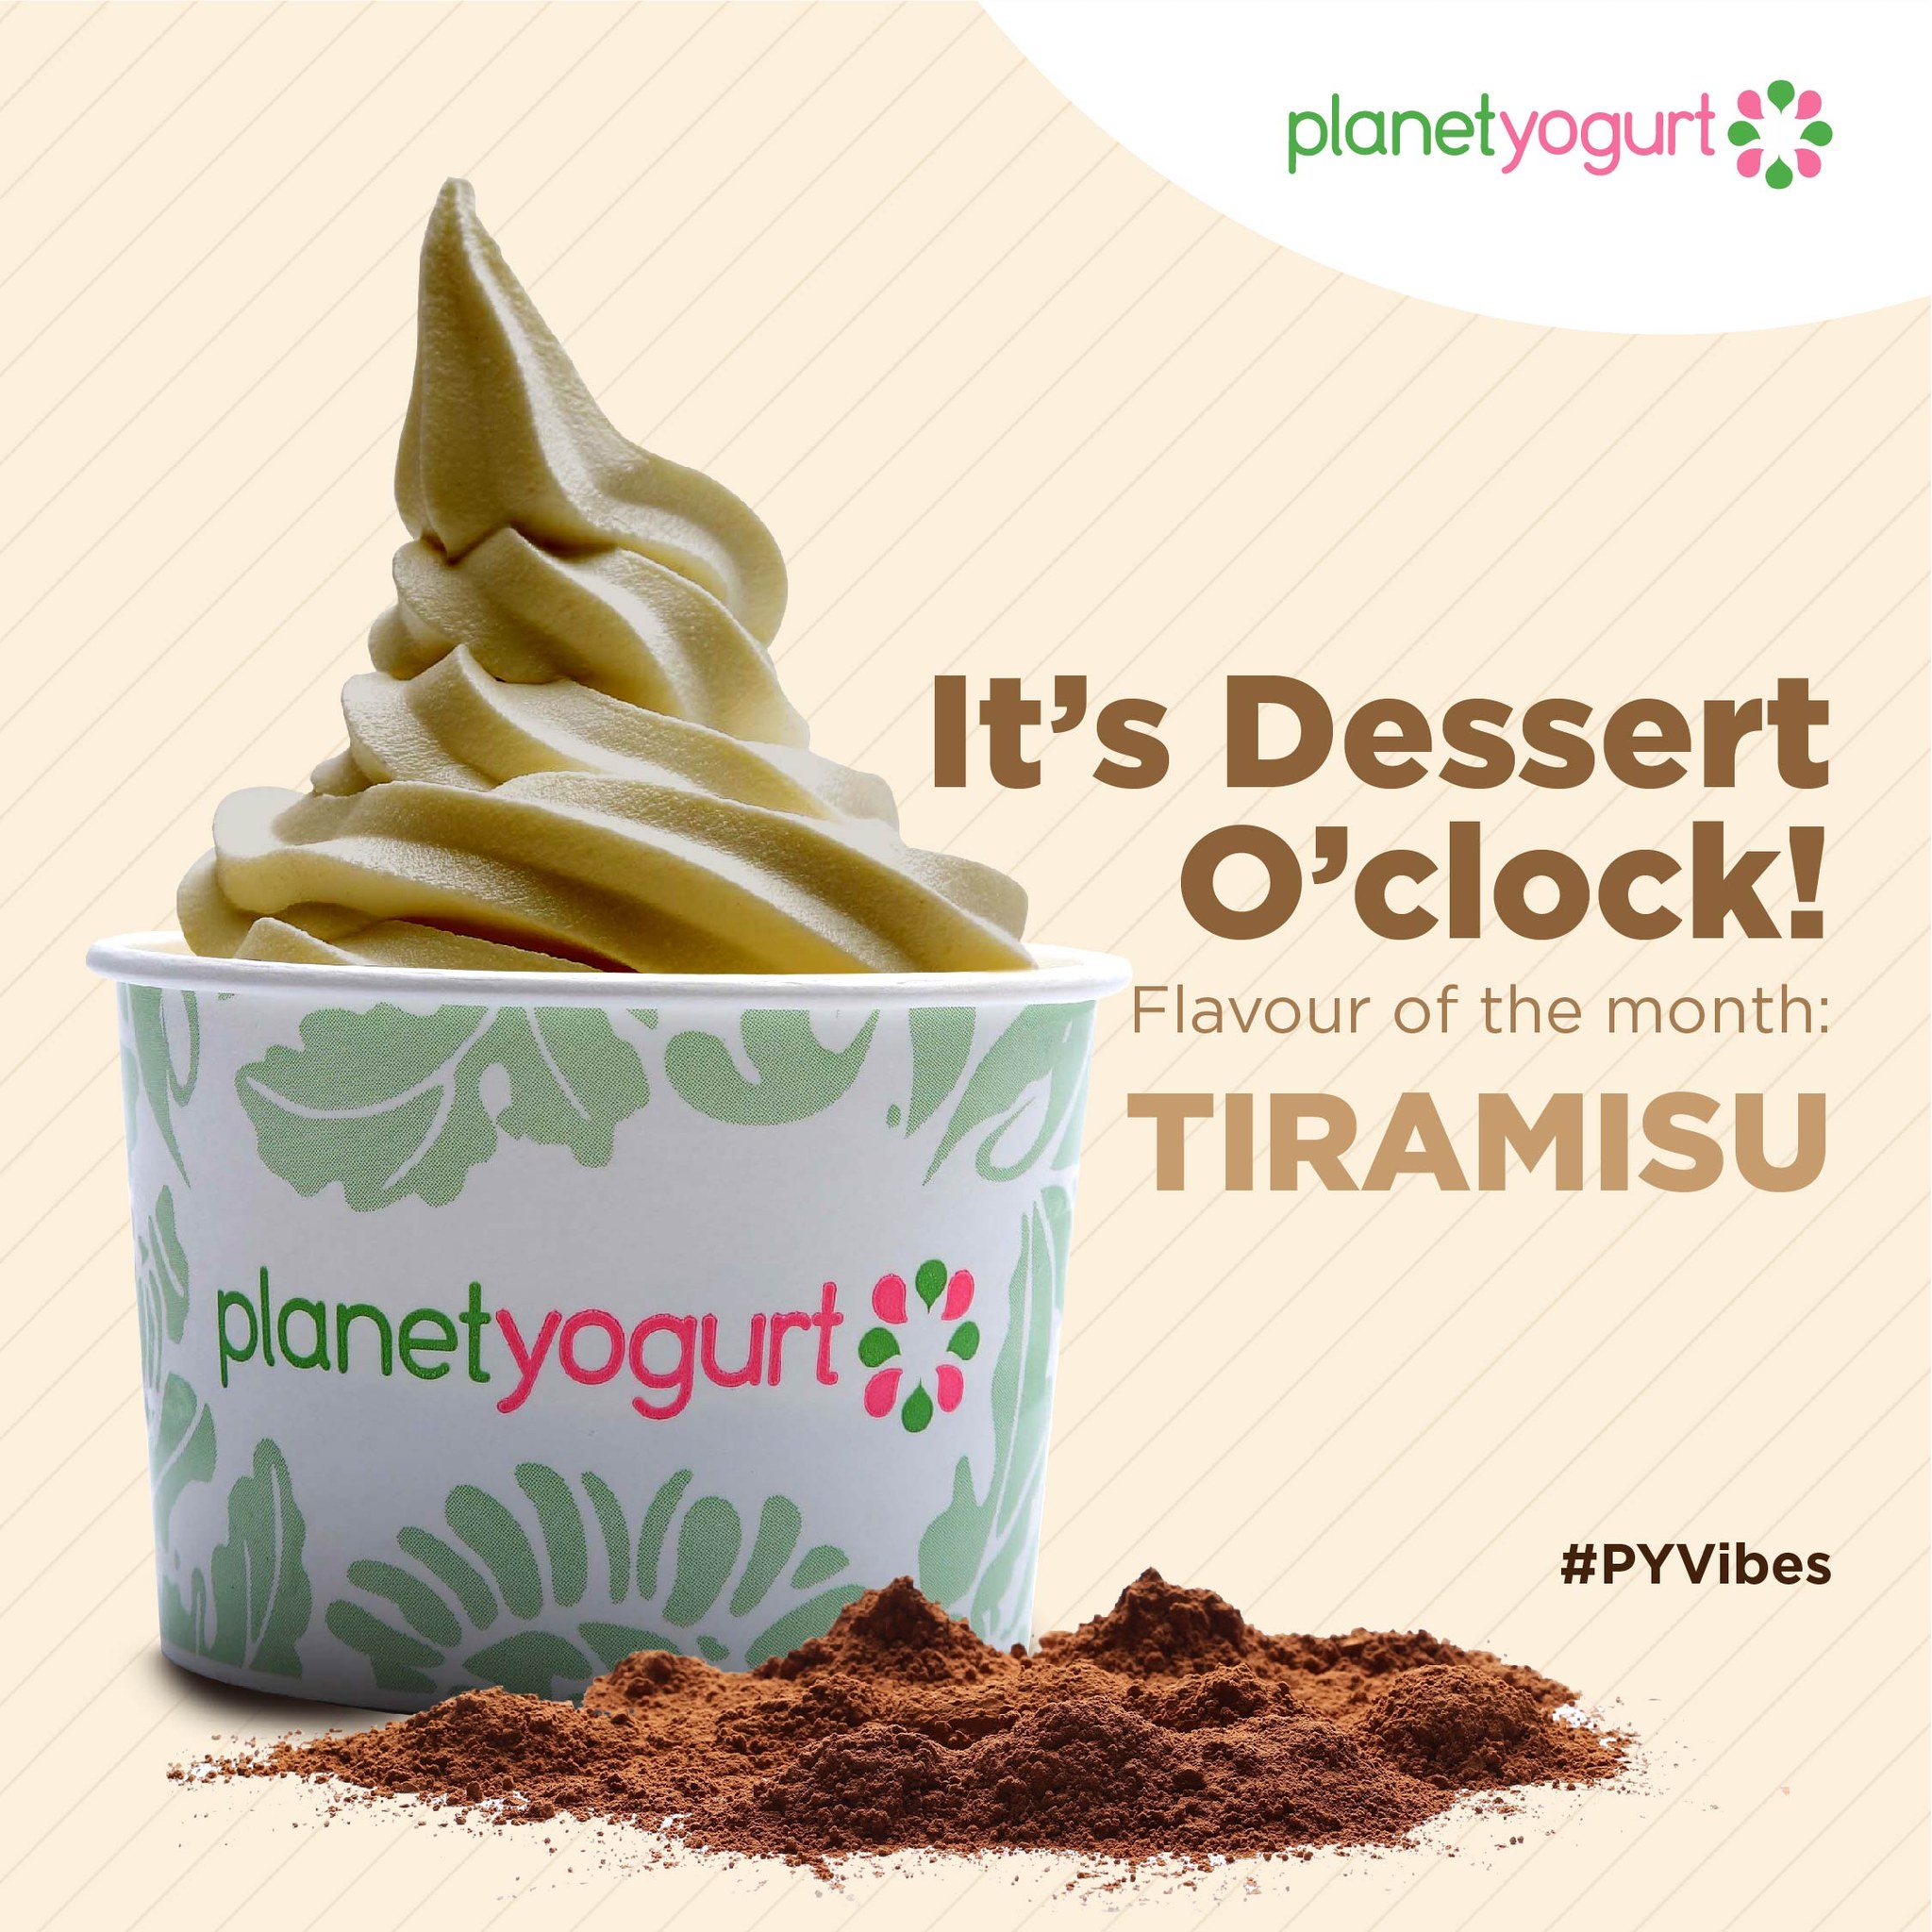 planetyogurt
It's Dessert
O'clock!
Flavour of the month:
TIRAMISU
planetyogurt
#PYVibes